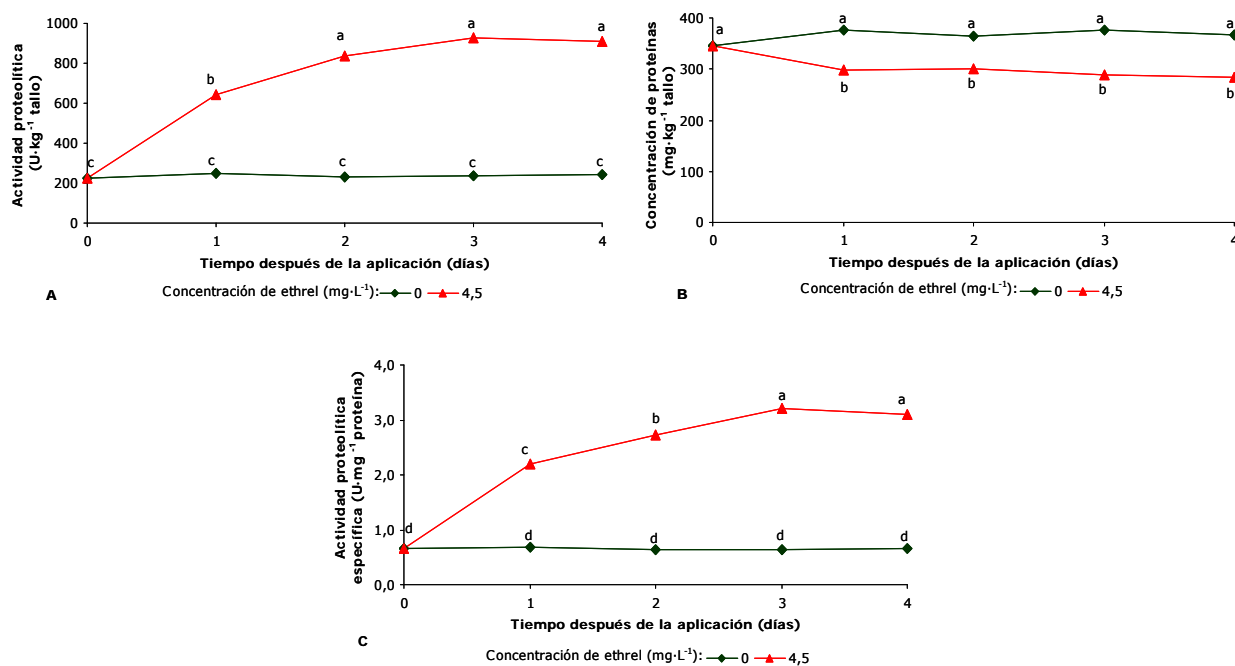 Actividad proteolítica
(U·kg⁻¹ tallo)
1000
800
600
400
200
0
c
b
a
a
a
c
c
c
c
0
1
2
3
4
Tiempo después de la aplicación (días)
A
Concentración de ethrel (mg·L⁻¹): 0 4,5
Concentración de proteínas
(mg·kg⁻¹ tallo)
400
300
360
100
0
a
a
a
a
a
b
b
b
b
0
1
2
3
4
Tiempo después de la aplicación (días)
B
Concentración de ethrel (mg·L⁻¹): 0 4,5
Actividad proteolítica
específica (U·mg⁻¹ proteína)
4,0
3,0
2,0
1,0
0,0
d
c
b
a
a
d
d
d
d
0
1
2
3
4
Tiempo después de la aplicación (días)
C
Concentración de ethrel (mg·L⁻¹): 0 4,5